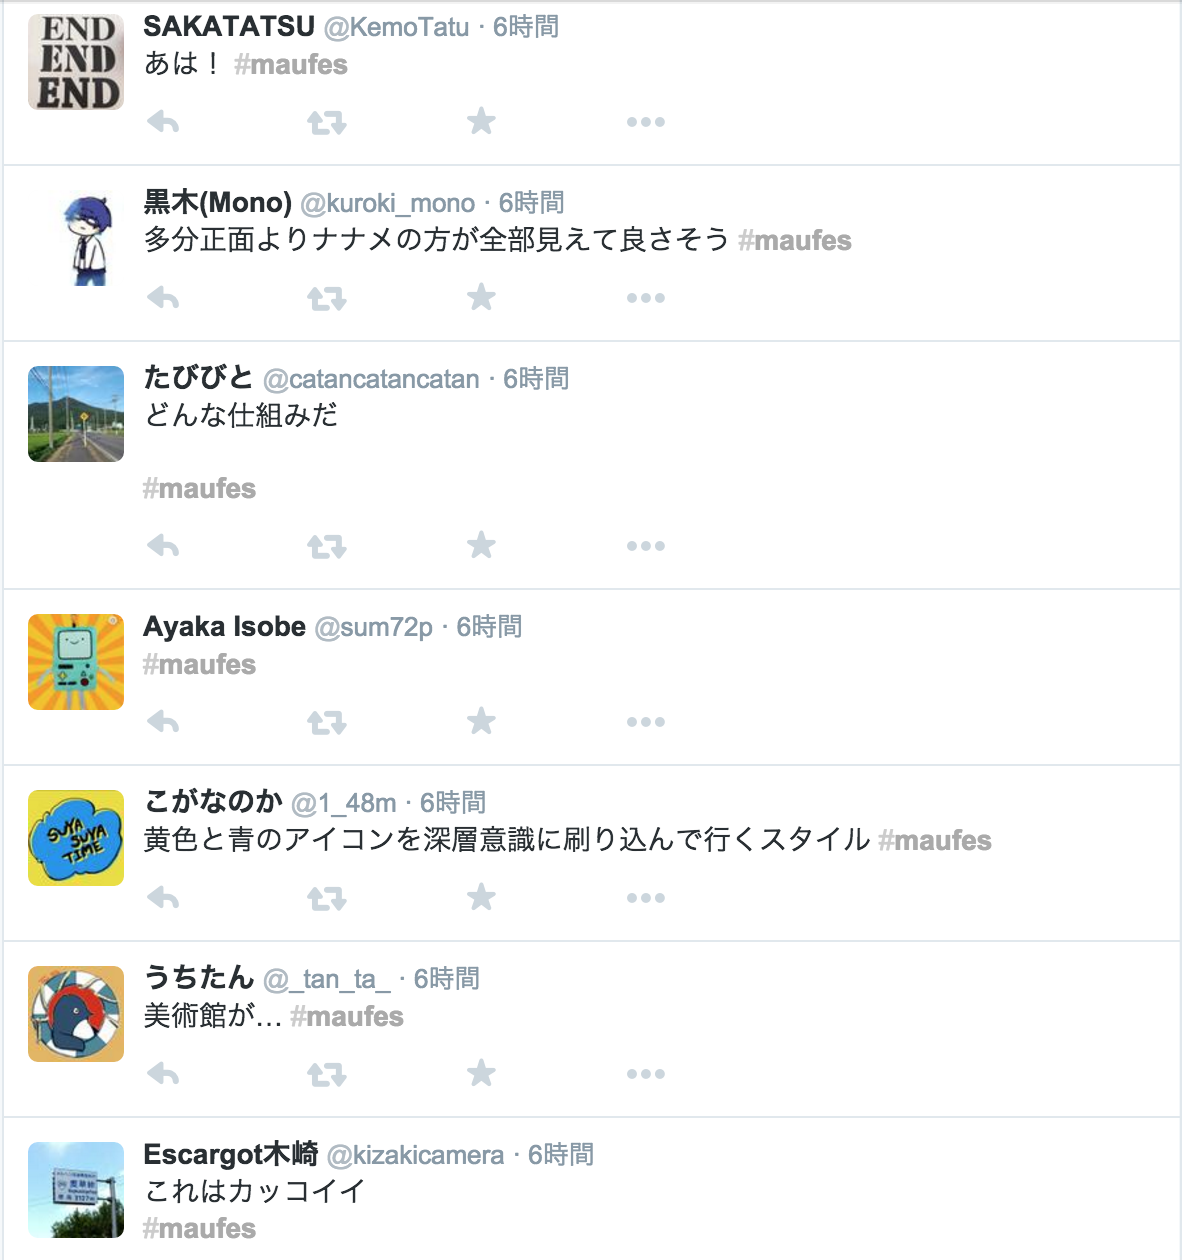 END
END
END
SAKATATSU @KemoTatu · 6時間
あは！ #maufes
黒木(Mono) @kuroki_mono · 6時間
多分正面よりナナメの方が全部見えて良さそう #maufes
たびびと @catancatancatan · 6時間
どんな仕組みだ
#maufes
Ayaka Isobe @sum72p · 6時間
#maufes
SUYA
SUYA
TIME
こがなのか @1_48m · 6時間
黄色と青のアイコンを深層意識に刷り込んで行くスタイル #maufes
うちたん @_tan_ta_ · 6時間
美術館が… #maufes
Escargot木崎 @kizakicamera · 6時間
これはカッコイイ
#maufes